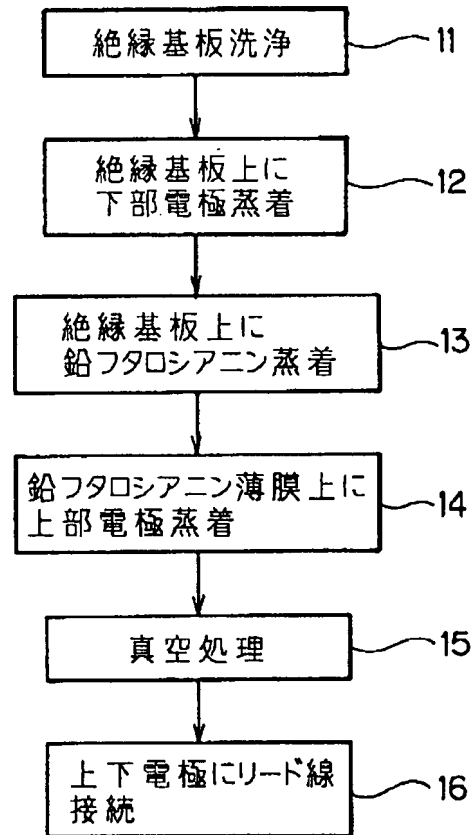 絶縁基板洗浄
11
絶縁基板上に
下部電極蒸着
12
絶縁基板上に
鉛フタロシアニン蒸着
13
鉛フタロシアニン薄膜上に
上部電極蒸着
14
真空処理
15
上下電極にリード線
接続
16